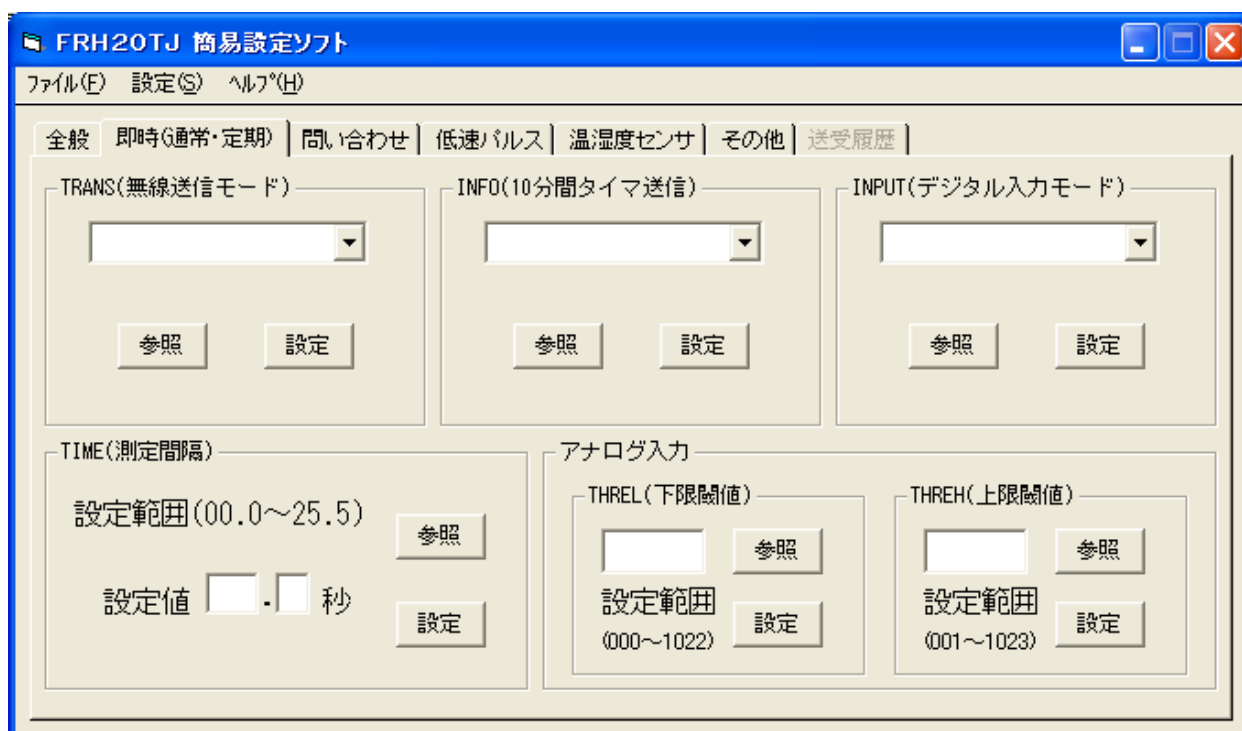 FRH20TJ 簡易設定ソフト
ﾌｧｲﾙ(F) 設定(S) ﾍﾙﾌﾟ(H)
全般 即時(通常・定期) 問い合わせ 低速パルス 温湿度センサ その他 送受履歴
TRANS(無線送信モード) INFO(10分間タイマ送信) INPUT(デジタル入力モード)
参照 設定 参照 設定 参照 設定
TIME(測定間隔) アナログ入力
THREL(下限閾値) THREH(上限閾値)
設定範囲(00.0～25.5) 参照 参照 参照
設定値 . 秒 設定 設定範囲 設定 設定範囲 設定
(000～1022) (001～1023)